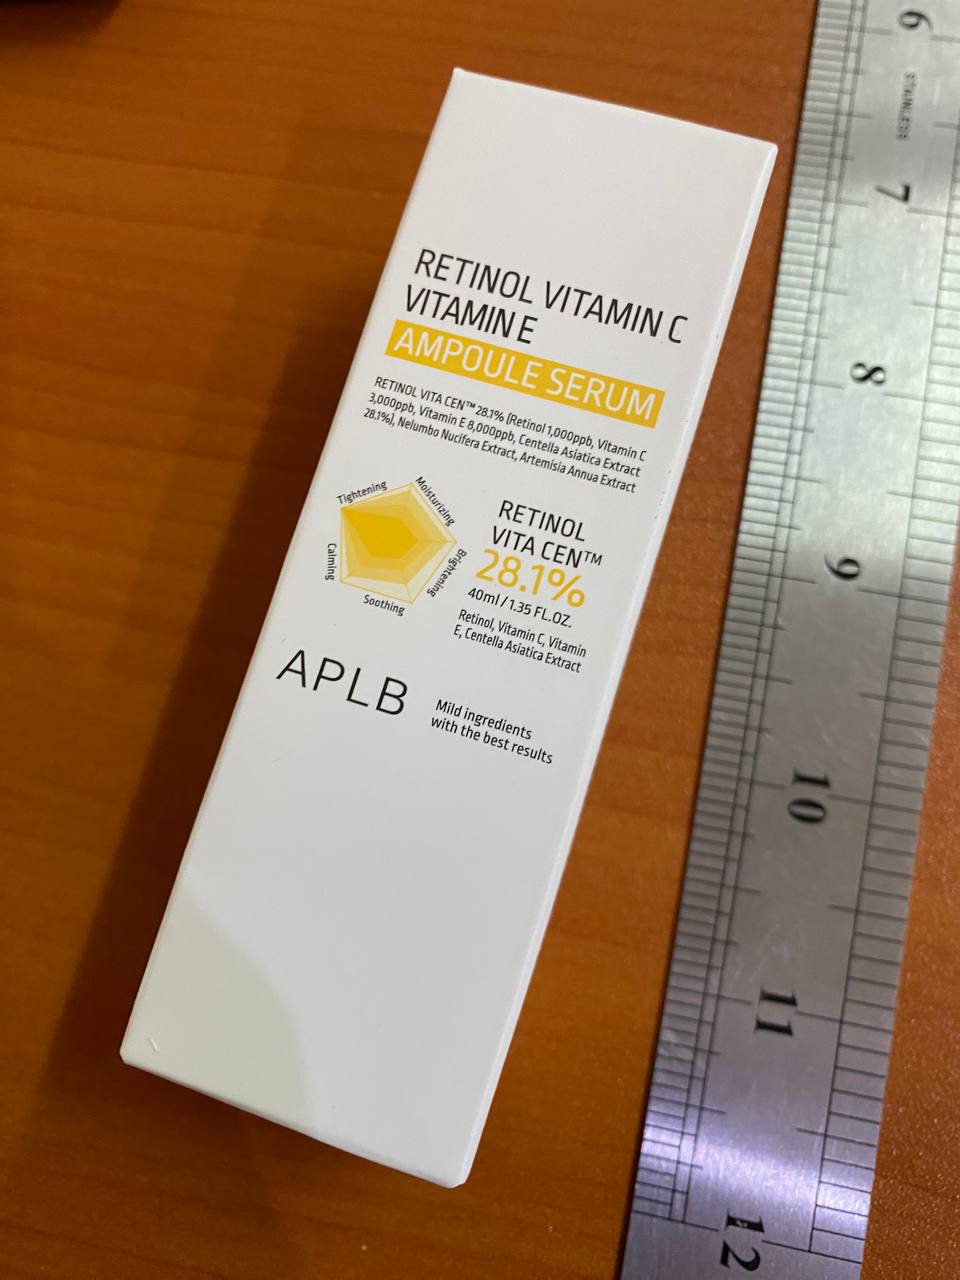 RETINOL VITAMIN C
VITAMIN E
AMPOULE SERUM
RETINOL VITA CEN™ 28.1% (Retinol 1,000ppb, Vitamin C
3,000ppb, Vitamin E 8,000ppb, Centella Asiatica Extract
28.1%), Nelumbo Nucifera Extract, Artemisia Annua Extract
Tightening
Moisturizing
Brightening
Soothing
Calming
RETINOL
VITA CEN™
28.1%
40ml / 1.35 FL.OZ.
Retinol, Vitamin C, Vitamin
E, Centella Asiatica Extract
APLB
Mild ingredients
with the best results
6
STAINLESS
7
8
9
10
11
12